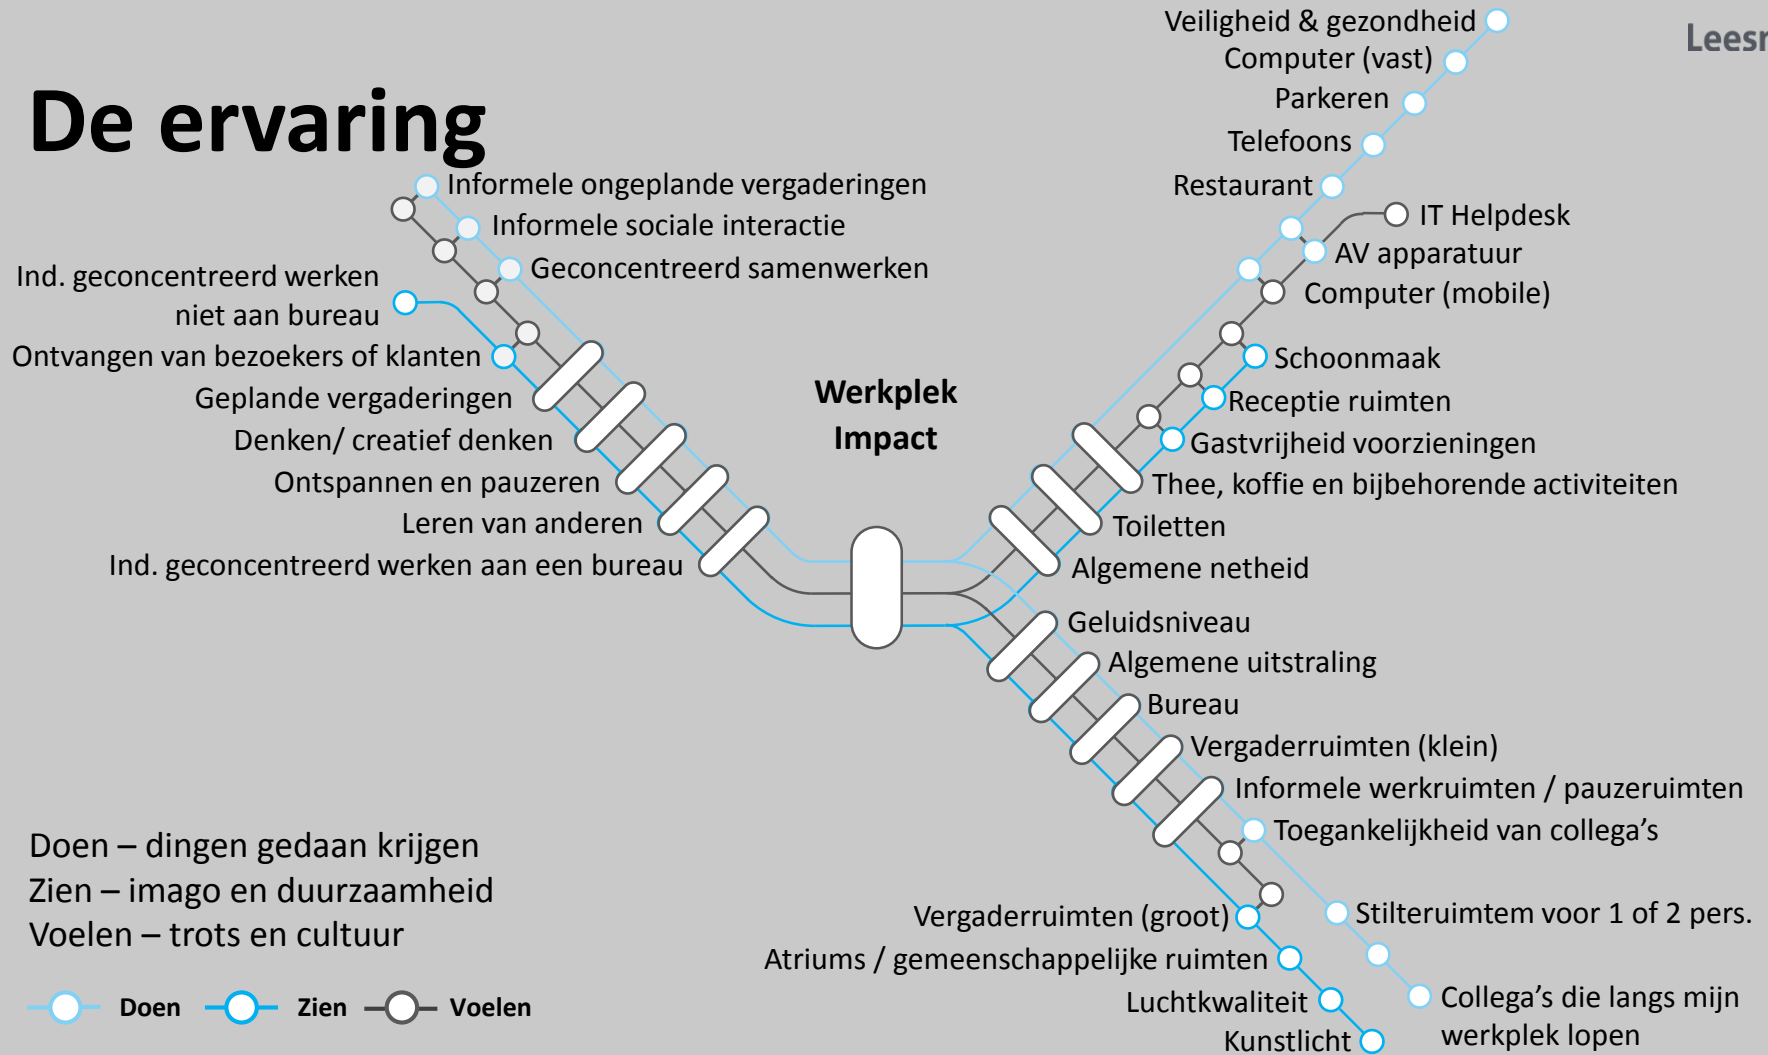 De ervaring
Leesr
Veiligheid & gezondheid
Computer (vast)
Parkeren
Telefoons
Restaurant
IT Helpdesk
AV apparatuur
Computer (mobile)
Schoonmaak
Receptie ruimten
Gastvrijheid voorzieningen
Thee, koffie en bijbehorende activiteiten
Toiletten
Algemene netheid
Informele ongeplande vergaderingen
Informele sociale interactie
Geconcentreerd samenwerken
Ind. geconcentreerd werken
niet aan bureau
Ontvangen van bezoekers of klanten
Geplande vergaderingen
Denken/ creatief denken
Ontspannen en pauzeren
Leren van anderen
Ind. geconcentreerd werken aan een bureau
Werkplek
Impact
Geluidsniveau
Algemene uitstraling
Bureau
Vergaderruimten (klein)
Informele werkruimten / pauzeruimten
Toegankelijkheid van collega's
Stilteruimtem voor 1 of 2 pers.
Collega's die langs mijn
werkplek lopen
Vergaderruimten (groot)
Atriums / gemeenschappelijke ruimten
Luchtkwaliteit
Kunstlicht
Doen – dingen gedaan krijgen
Zien – imago en duurzaamheid
Voelen – trots en cultuur
Doen Zien Voelen